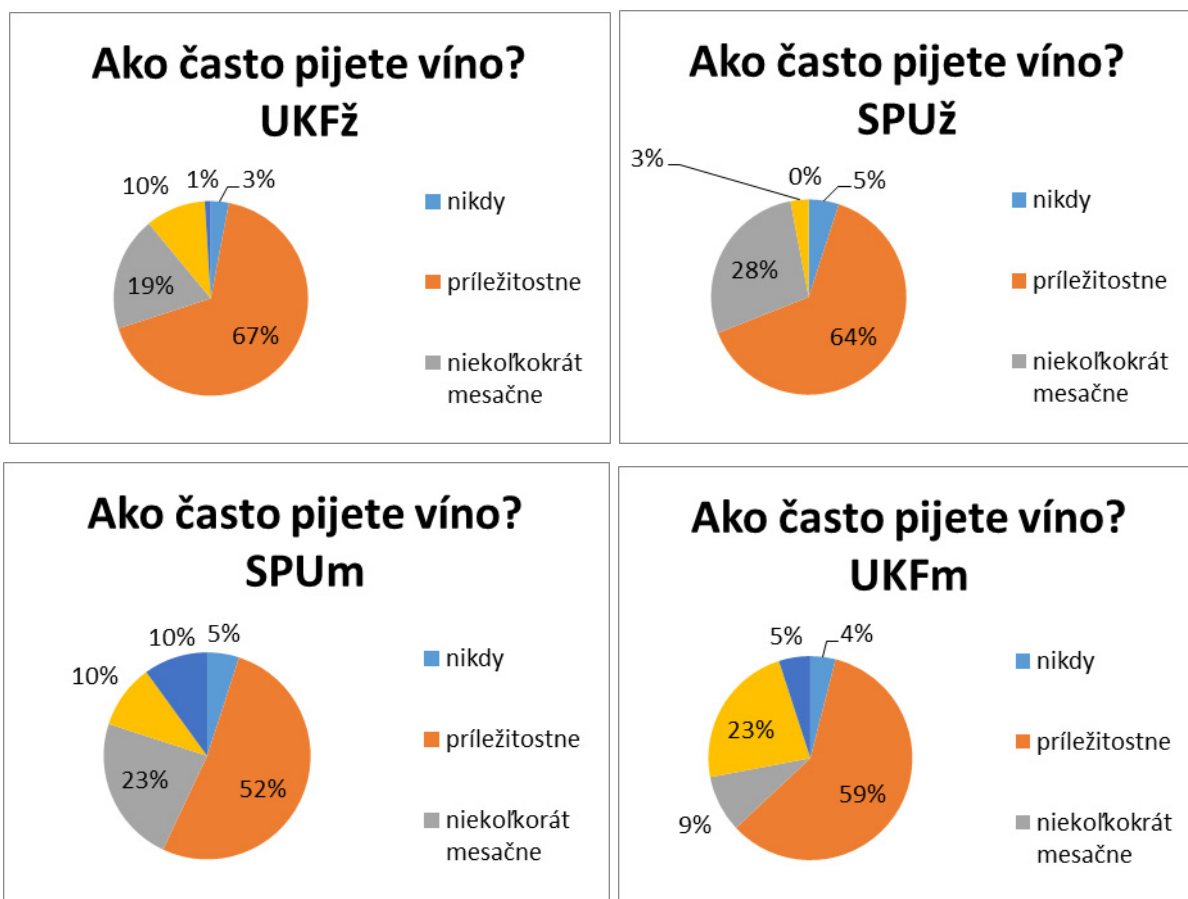 Ako často pijete víno?
UKFž
10%
1%
3%
19%
67%
nikdy
príležitostne
niekoľkokrát
mesačne
Ako často pijete víno?
SPUž
3%
0%
5%
28%
64%
nikdy
príležitostne
niekoľkokrát
mesačne
Ako často pijete víno?
SPUm
10%
5%
10%
23%
52%
nikdy
príležitostne
niekoľkorát
mesačne
Ako často pijete víno?
UKFm
5%
4%
23%
59%
9%
nikdy
príležitostne
niekoľkokrát
mesačne